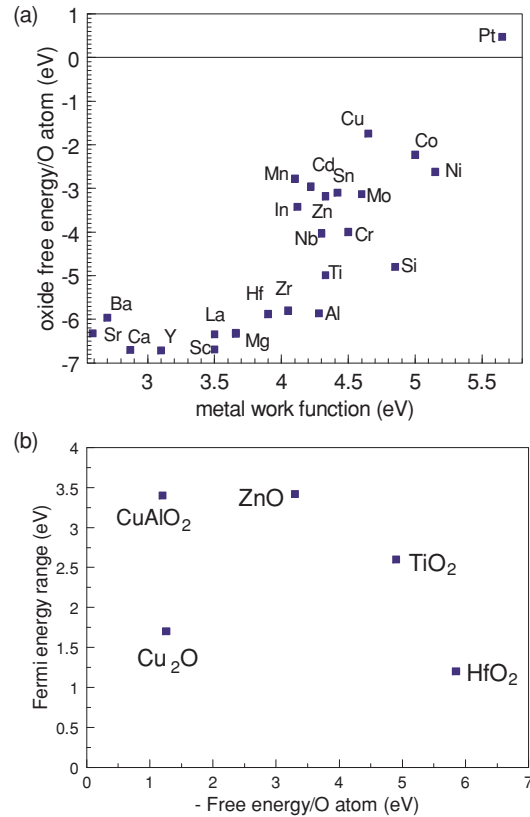 (a)
oxide free energy/O atom (eV)
1
0
-1
-2
-3
-4
-5
-6
-7
Pt
Cu
Co
Ni
Mn
Cd
Sn
Mo
In
Zn
Nb
Cr
Ti
Si
Hf
Zr
Al
Ba
La
Sr
Ca
Y
Sc
Mg
3
3.5
4
4.5
5
5.5
metal work function (eV)
(b)
Fermi energy range (eV)
4
3.5
3
2.5
2
1.5
1
0.5
0
CuAlO₂
ZnO
TiO₂
Cu₂O
HfO₂
0 1 2 3 4 5 6 7
- Free energy/O atom (eV)